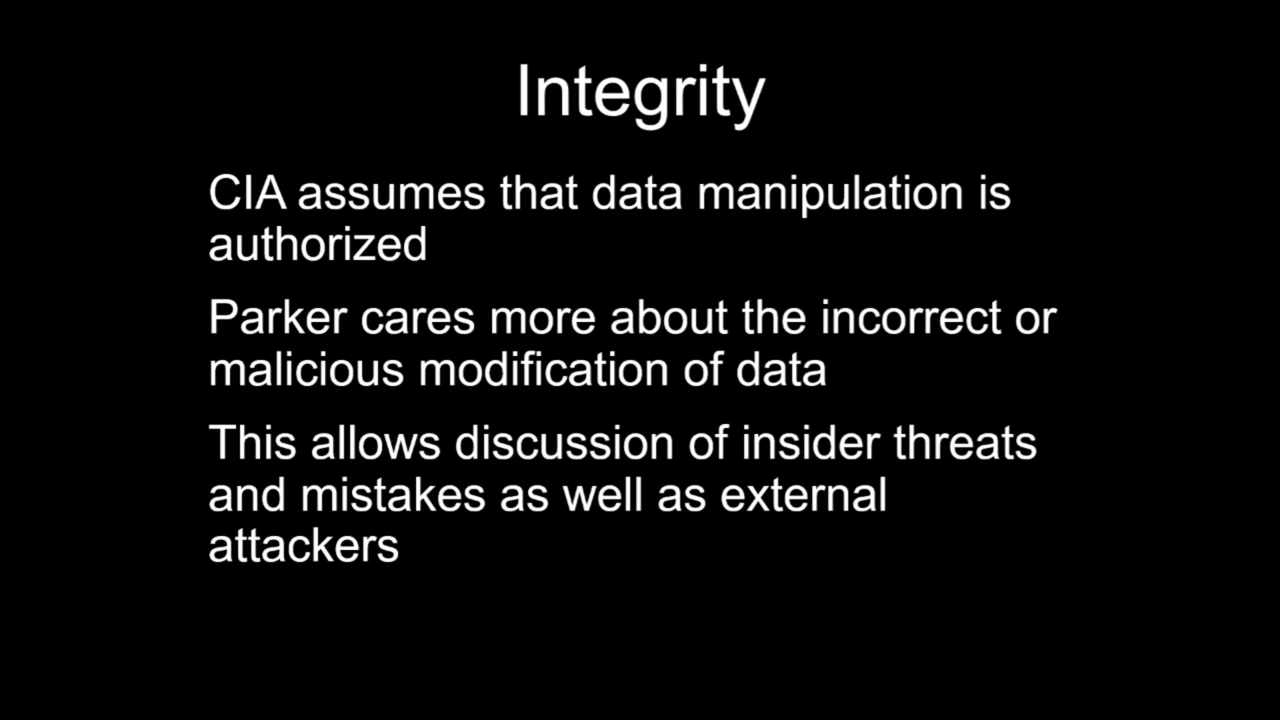 Integrity
CIA assumes that data manipulation is
authorized
Parker cares more about the incorrect or
malicious modification of data
This allows discussion of insider threats
and mistakes as well as external
attackers